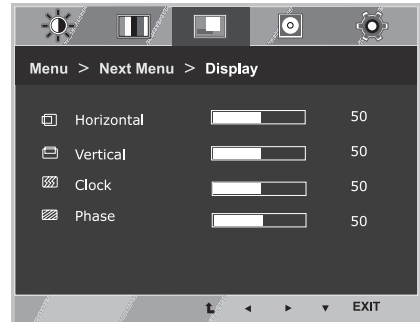 Menu > Next Menu > Display
Horizontal 50
Vertical 50
Clock 50
Phase 50
EXIT